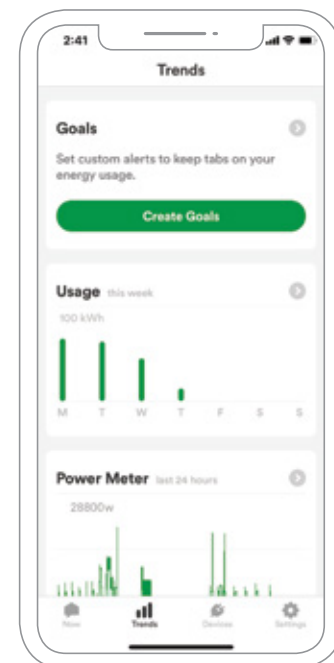 2:41
Trends
Goals
Set custom alerts to keep tabs on your
energy usage.
Create Goals
Usage this week
100 kWh
M T W T F S S
Power Meter last 24 hours
28800w
Now Trends Devices Settings